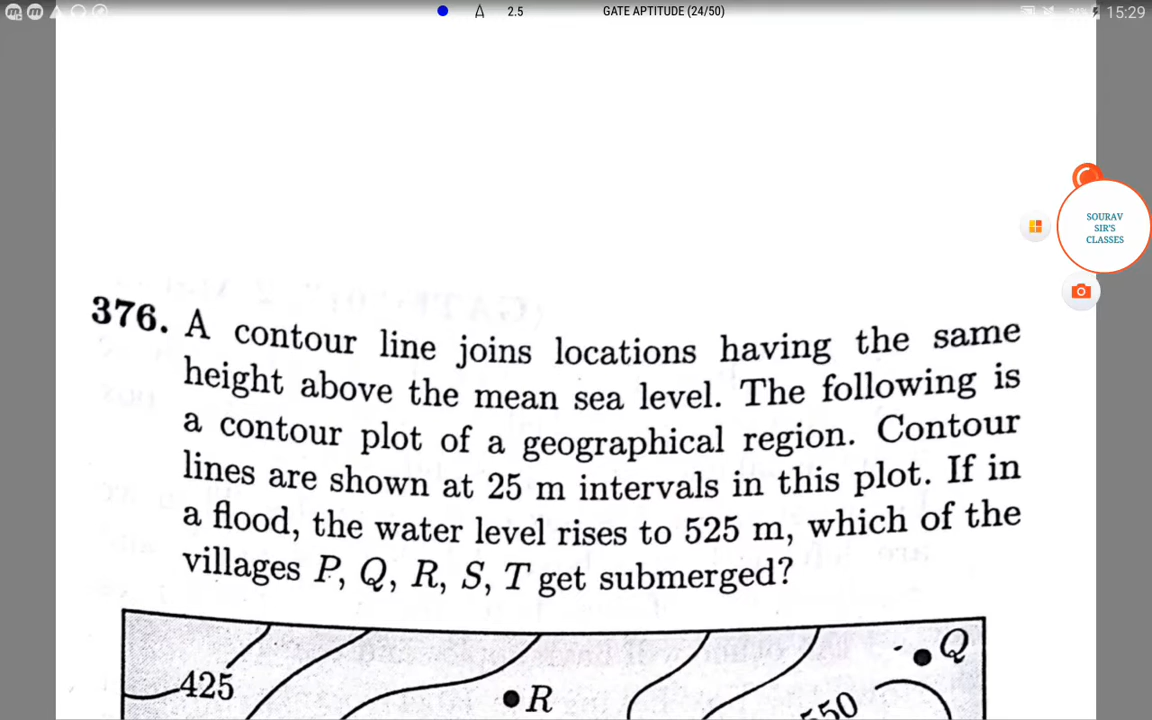 2.5 GATE APTITUDE (24/50) 34% 15:29
SOURAV
SIR'S
CLASSES
376. A contour line joins locations having the same
height above the mean sea level. The following is
a contour plot of a geographical region. Contour
lines are shown at 25 m intervals in this plot. If in
a flood, the water level rises to 525 m, which of the
villages P, Q, R, S, T get submerged?
Q
425
R
550